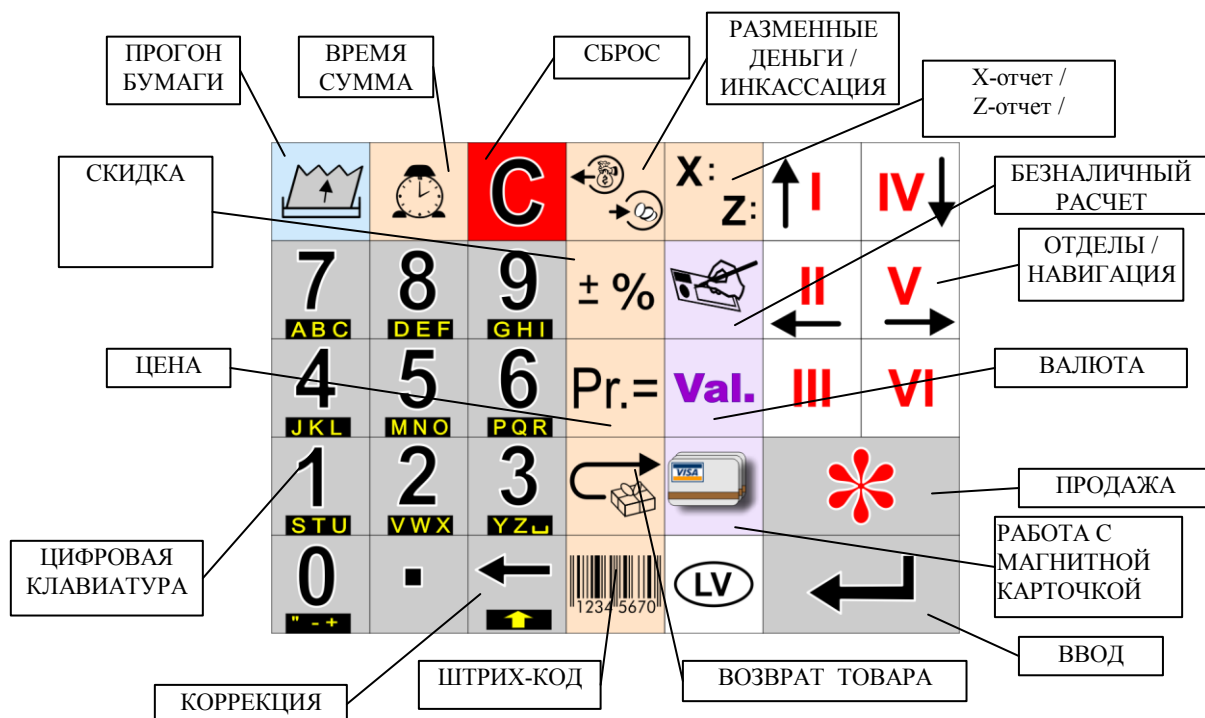 ПРОГОН
БУМАГИ
ВРЕМЯ
СУММА
СБРОС
РАЗМЕННЫЕ
ДЕНЬГИ /
ИНКАССАЦИЯ
X-отчет /
Z-отчет /
СКИДКА
БЕЗНАЛИЧНЫЙ
РАСЧЕТ
ОТДЕЛЫ /
НАВИГАЦИЯ
C
X:
Z:
I
IV
7
8
9
± %
II
V
ABC
DEF
GHI
ЦЕНА
ВАЛЮТА
4
5
6
Pr.=
Val.
III
VI
JKL
MNO
PQR
1
2
3
VISA
*
STU
VWX
YZ␣
ПРОДАЖА
ЦИФРОВАЯ
КЛАВИАТУРА
РАБОТА С
МАГНИТНОЙ
КАРТОЧКОЙ
0
.
1234 5670
LV
" - +
ВВОД
ШТРИХ-КОД
ВОЗВРАТ ТОВАРА
КОРРЕКЦИЯ